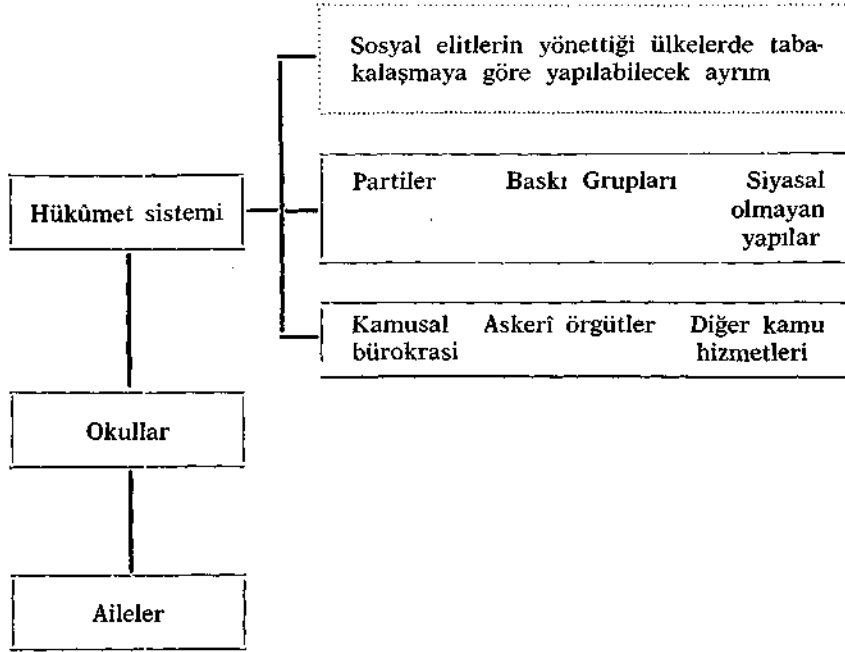 Sosyal elitlerin yönettiği ülkelerde taba-
kalaşmaya göre yapılabilecek ayrım
Hükûmet sistemi
Partiler Baskı Grupları Siyasal
olmayan
yapılar
Kamusal Askerî örgütler Diğer kamu
bürokrasi hizmetleri
Okullar
Aileler